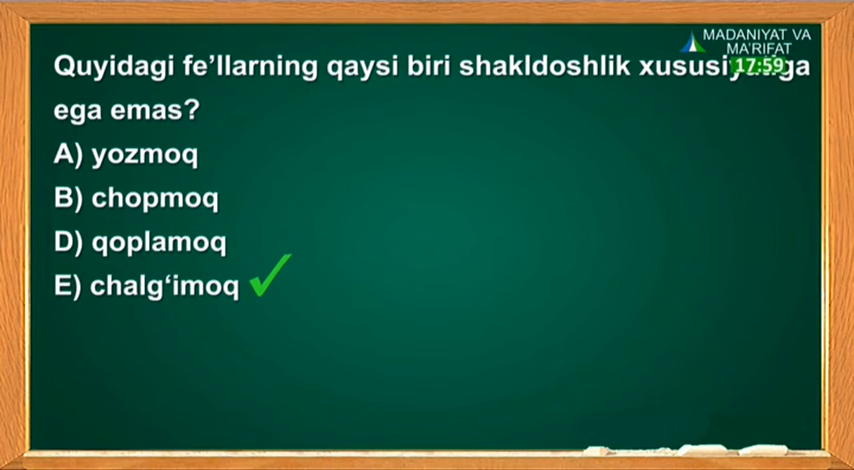 MADANIYAT VA
MA'RIFAT
17:59
Quyidagi fe’llarning qaysi biri shakldoshlik
ega emas?
A) yozmoq
B) chopmoq
D) qoplamoq
E) chalg‘imoq